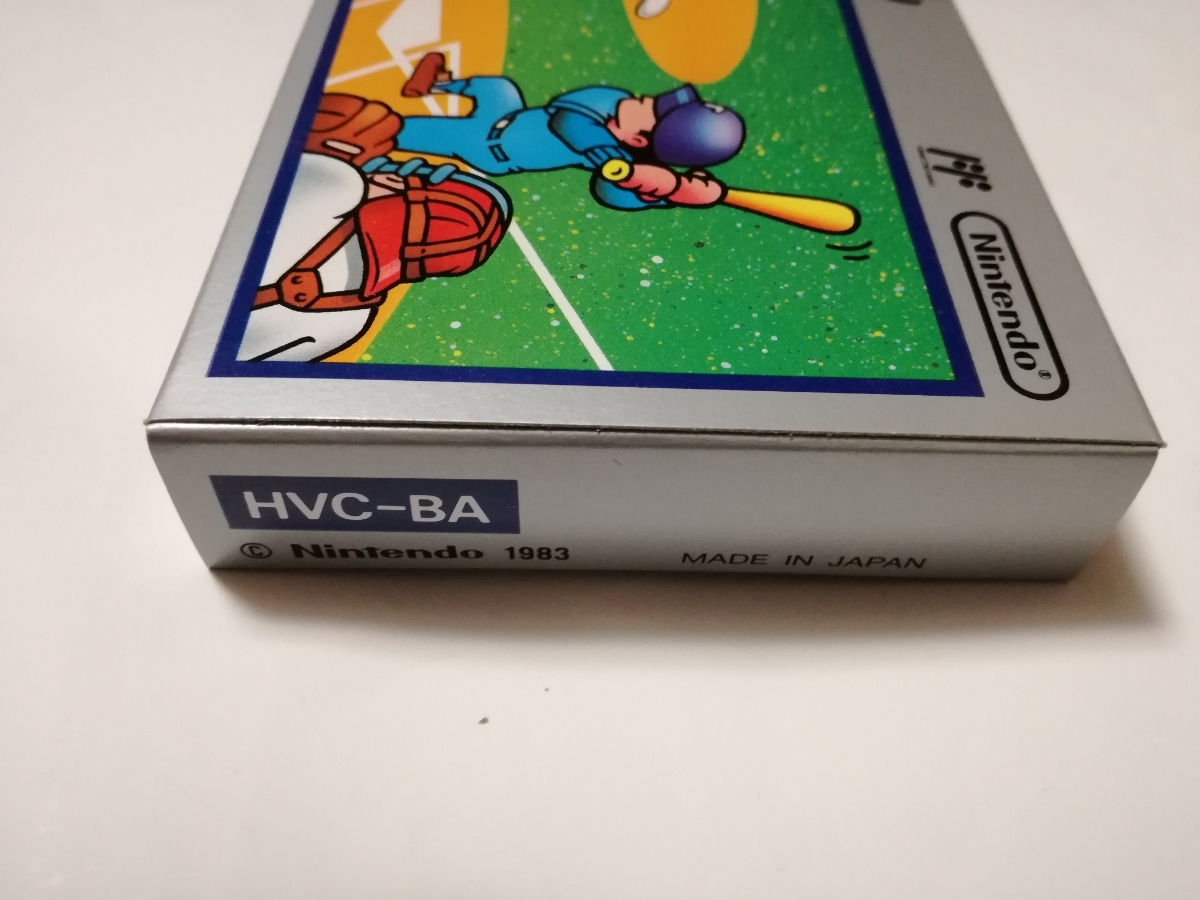 Nintendo®
HVC-BA
© Nintendo 1983
MADE IN JAPAN